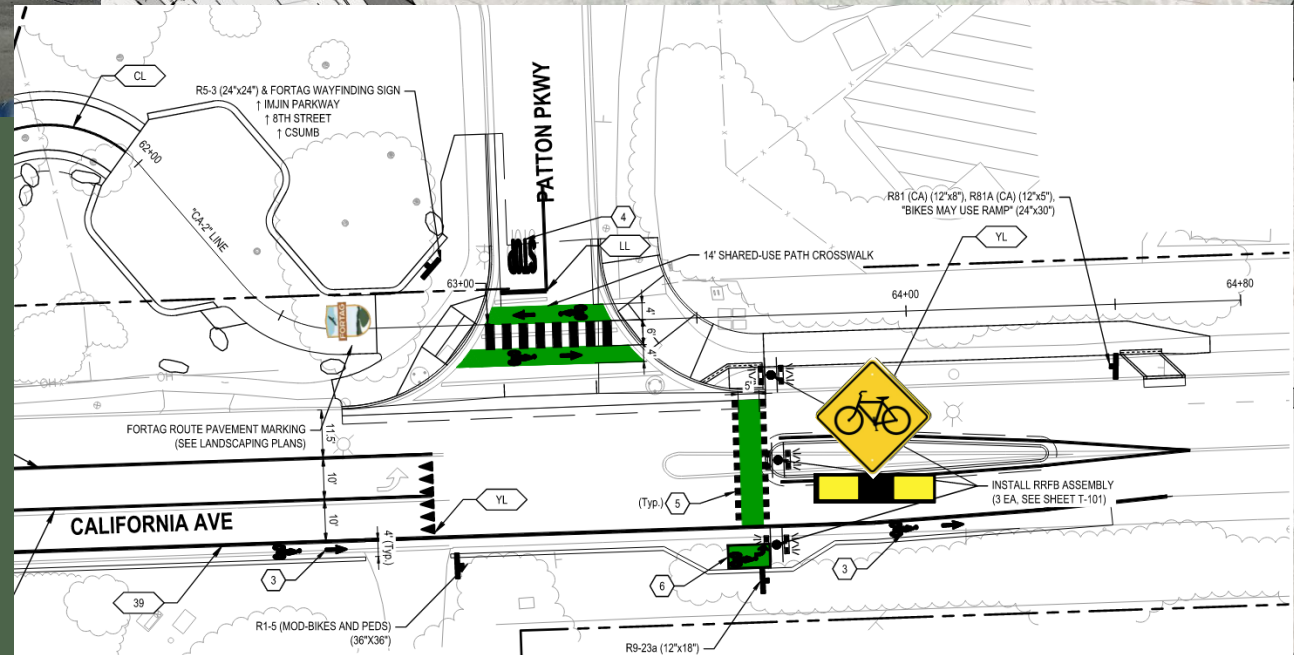 CL
R5-3 (24"x24") & FORTAG WAYFINDING SIGN
↑ IMJIN PARKWAY
↑ 8TH STREET
↑ CSUMB
62+00
"CA-2" LINE
PATTON PKWY
4
LL
R81 (CA) (12"x8"), R81A (CA) (12"x5"),
"BIKES MAY USE RAMP" (24"x30")
YL
14' SHARED-USE PATH CROSSWALK
63+00
64+00
64+80
FORTAG
4'
6'
4'
OH
OH
5
FORTAG ROUTE PAVEMENT MARKING
(SEE LANDSCAPING PLANS)
11.5'
10'
10'
YL
(Typ.)
5
INSTALL RRFB ASSEMBLY
(3 EA, SEE SHEET T-101)
CALIFORNIA AVE
4' (Typ.)
3
6
3
39
R1-5 (MOD-BIKES AND PEDS)
(36"X36")
R9-23a (12"x18")